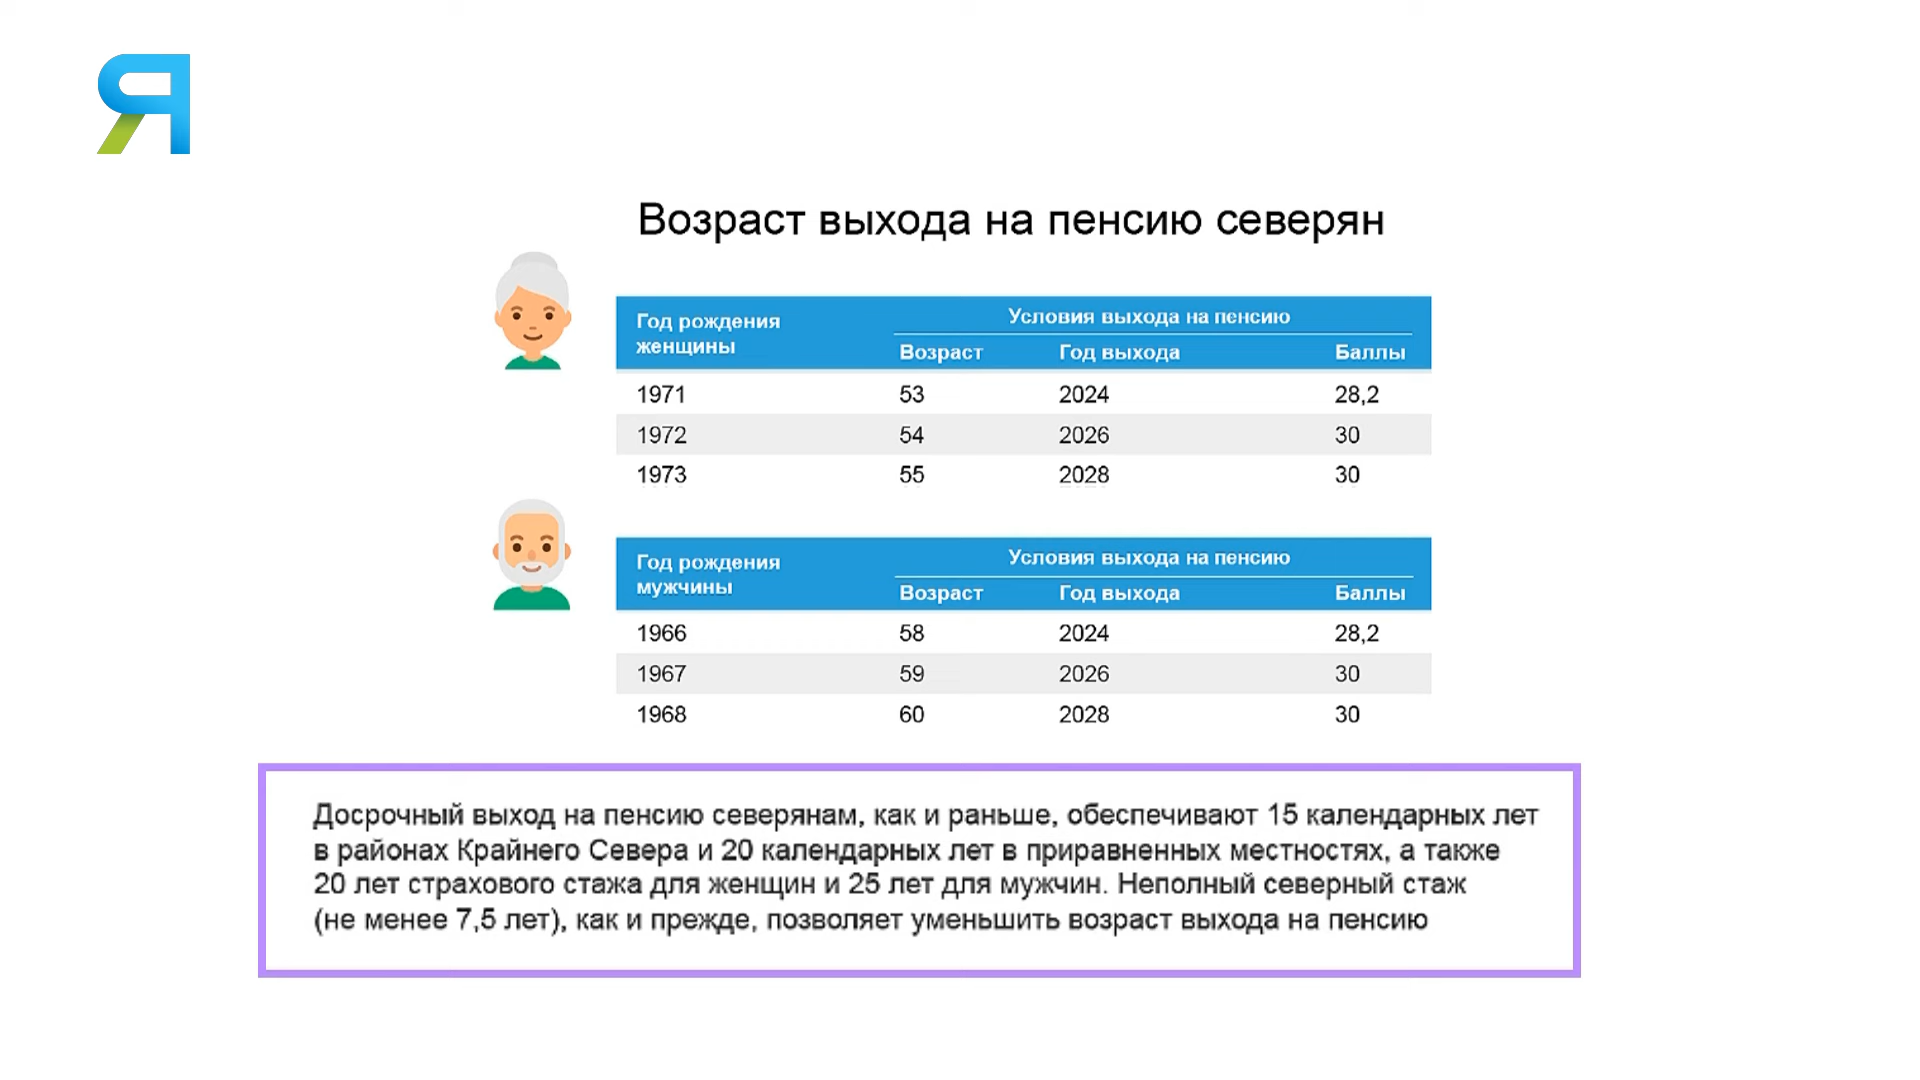 Я
Возраст выхода на пенсию северян
Год рождения
женщины
Условия выхода на пенсию
Возраст Год выхода Баллы
1971 53 2024 28,2
1972 54 2026 30
1973 55 2028 30
Год рождения
мужчины
Условия выхода на пенсию
Возраст Год выхода Баллы
1966 58 2024 28,2
1967 59 2026 30
1968 60 2028 30
Досрочный выход на пенсию северянам, как и раньше, обеспечивают 15 календарных лет
в районах Крайнего Севера и 20 календарных лет в приравненных местностях, а также
20 лет страхового стажа для женщин и 25 лет для мужчин. Неполный северный стаж
(не менее 7,5 лет), как и прежде, позволяет уменьшить возраст выхода на пенсию